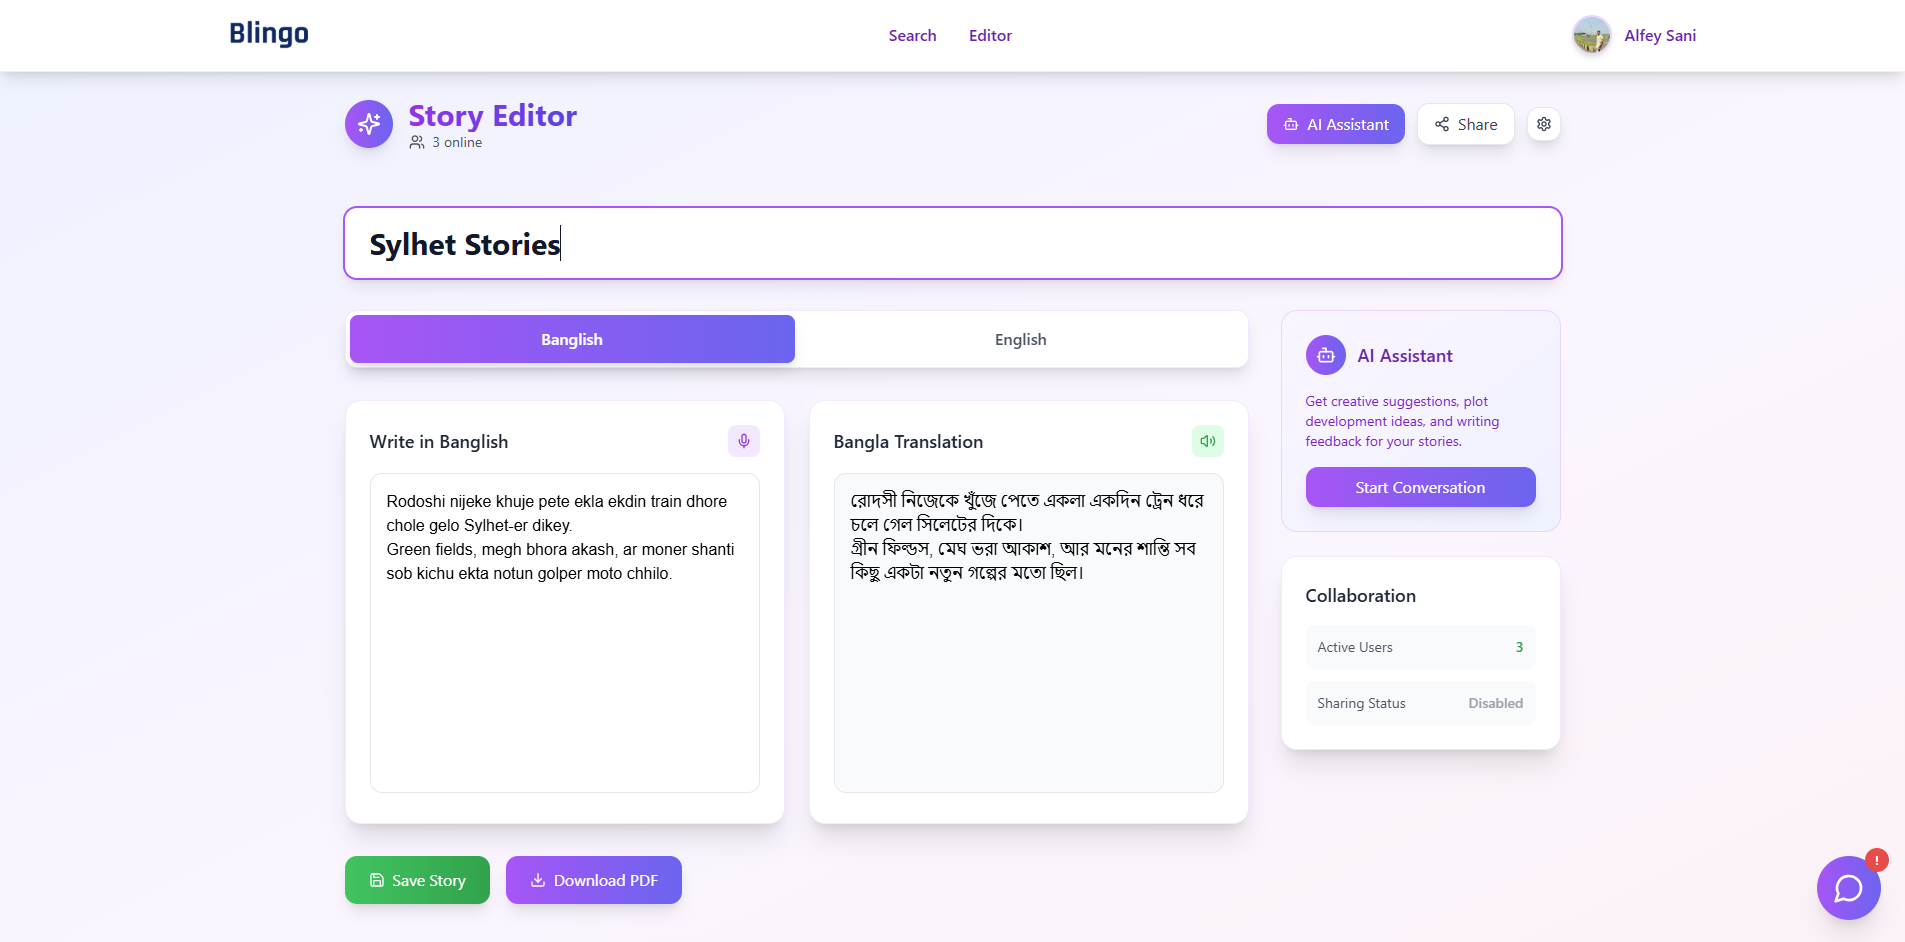 Blingo
Search
Editor
Alfey Sani
Story Editor
3 online
AI Assistant
Share
Sylhet Stories
Banglish
English
Write in Banglish
Rodoshi nijeke khuje pete ekla ekdin train dhore
chole gelo Sylhet-er dikey.
Green fields, megh bhora akash, ar moner shanti
sob kichu ekta notun golper moto chhilo.
Bangla Translation
রোদসী নিজেকে খুঁজে পেতে একলা একদিন ট্রেন ধরে
চলে গেল সিলেটের দিকে।
গ্রীন ফিল্ডস, মেঘ ভরা আকাশ, আর মনের শান্তি সব
কিছু একটা নতুন গল্পের মতো ছিল।
Save Story
Download PDF
AI Assistant
Get creative suggestions, plot
development ideas, and writing
feedback for your stories.
Start Conversation
Collaboration
Active Users
3
Sharing Status
Disabled
!